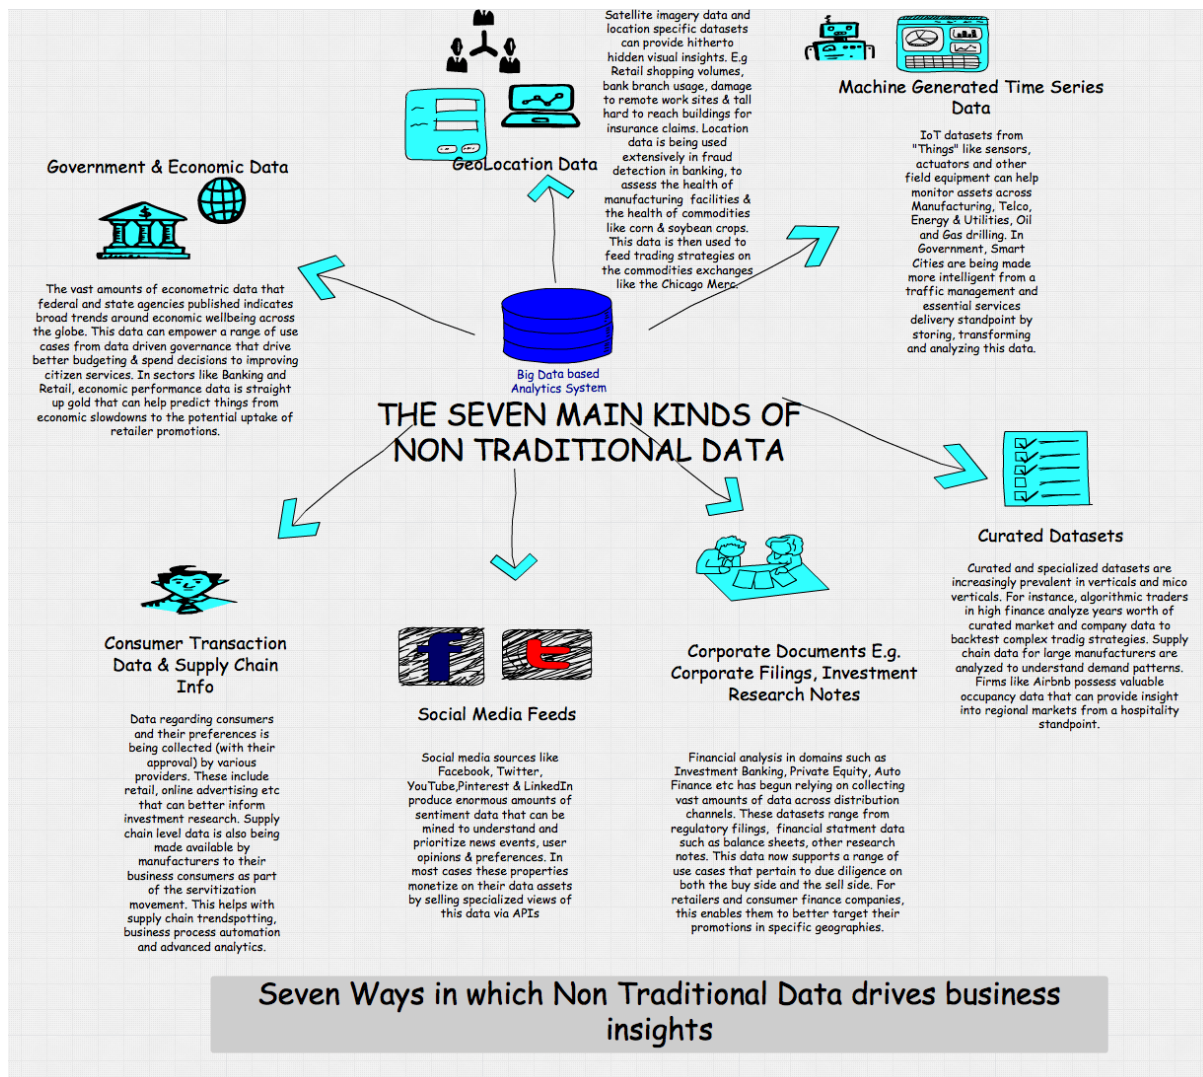 Satellite imagery data and
location specific datasets
can provide hitherto
hidden visual insights. E.g
Retail shopping volumes,
bank branch usage, damage
to remote work sites & tall
hard to reach buildings for
insurance claims. Location
data is being used
extensively in fraud
detection in banking, to
assess the health of
manufacturing facilities &
the health of commodities
like corn & soybean crops.
This data is then used to
feed trading strategies on
the commodities exchanges
like the Chicago Merc.
GeoLocation Data
Machine Generated Time Series
Data
IoT datasets from
"Things" like sensors,
actuators and other
field equipment can help
monitor assets across
Manufacturing, Telco,
Energy & Utilities, Oil
and Gas drilling. In
Government, Smart
Cities are being made
more intelligent from a
traffic management and
essential services
delivery standpoint by
storing, transforming
and analyzing this data.
Government & Economic Data
$
The vast amounts of econometric data that
federal and state agencies published indicates
broad trends around economic wellbeing across
the globe. This data can empower a range of use
cases from data driven governance that drive
better budgeting & spend decisions to improving
citizen services. In sectors like Banking and
Retail, economic performance data is straight
up gold that can help predict things from
economic slowdowns to the potential uptake of
retailer promotions.
Big Data based
Analytics System
THE SEVEN MAIN KINDS OF
NON TRADITIONAL DATA
Curated Datasets
Curated and specialized datasets are
increasingly prevalent in verticals and mico
verticals. For instance, algorithmic traders
in high finance analyze years worth of
curated market and company data to
backtest complex tradig strategies. Supply
chain data for large manufacturers are
analyzed to understand demand patterns.
Firms like Airbnb possess valuable
occupancy data that can provide insight
into regional markets from a hospitality
standpoint.
Consumer Transaction
Data & Supply Chain
Info
Data regarding consumers
and their preferences is
being collected (with their
approval) by various
providers. These include
retail, online advertising etc
that can better inform
investment research. Supply
chain level data is also being
made available by
manufacturers to their
business consumers as part
of the servitization
movement. This helps with
supply chain trendspotting,
business process automation
and advanced analytics.
f
t
Social Media Feeds
Social media sources like
Facebook, Twitter,
YouTube,Pinterest & LinkedIn
produce enormous amounts of
sentiment data that can be
mined to understand and
prioritize news events, user
opinions & preferences. In
most cases these properties
monetize on their data assets
by selling specialized views of
this data via APIs
Corporate Documents E.g.
Corporate Filings, Investment
Research Notes
Financial analysis in domains such as
Investment Banking, Private Equity, Auto
Finance etc has begun relying on collecting
vast amounts of data across distribution
channels. These datasets range from
regulatory filings, financial statment data
such as balance sheets, other research
notes. This data now supports a range of
use cases that pertain to due diligence on
both the buy side and the sell side. For
retailers and consumer finance companies,
this enables them to better target their
promotions in specific geographies.
Seven Ways in which Non Traditional Data drives business
insights